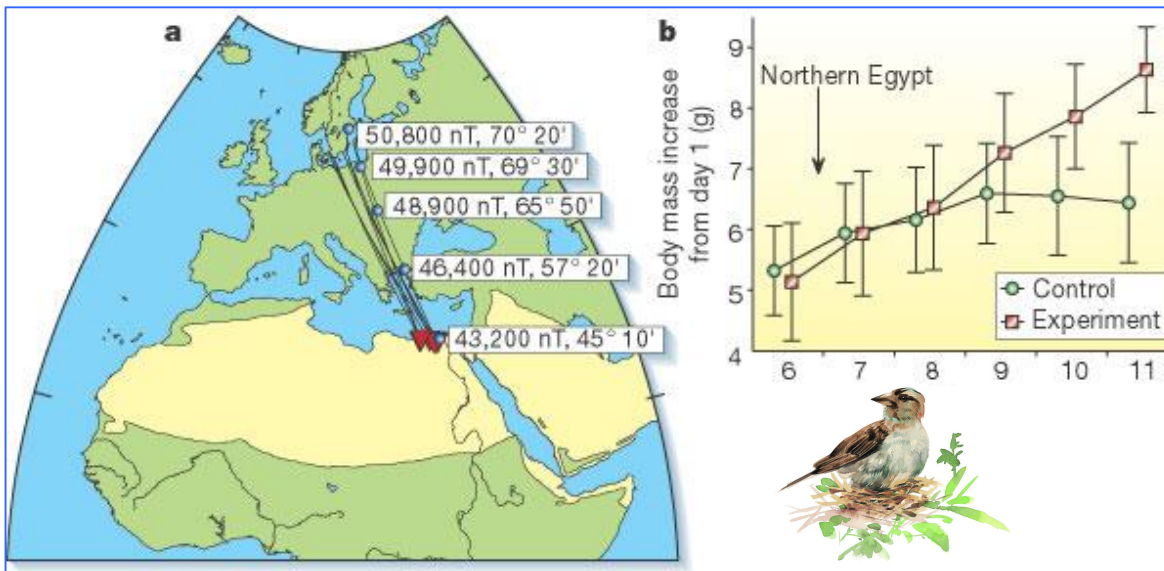 a
50,800 nT, 70° 20'
49,900 nT, 69° 30'
48,900 nT, 65° 50'
46,400 nT, 57° 20'
43,200 nT, 45° 10'
b
Body mass increase
from day 1 (g)
9
8
7
6
5
4
Northern Egypt
Control
Experiment
6 7 8 9 10 11